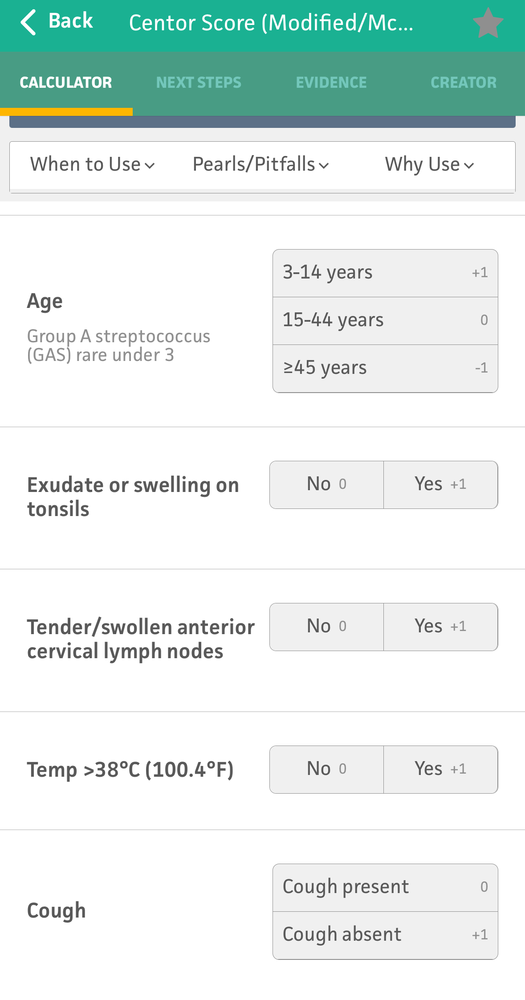 Back
Centor Score (Modified/Mc...
CALCULATOR
NEXT STEPS
EVIDENCE
CREATOR
When to Use
Pearls/Pitfalls
Why Use
Age
Group A streptococcus
(GAS) rare under 3
3-14 years +1
15-44 years 0
≥45 years -1
Exudate or swelling on
tonsils
No 0
Yes +1
Tender/swollen anterior
cervical lymph nodes
No 0
Yes +1
Temp >38°C (100.4°F)
No 0
Yes +1
Cough
Cough present 0
Cough absent +1